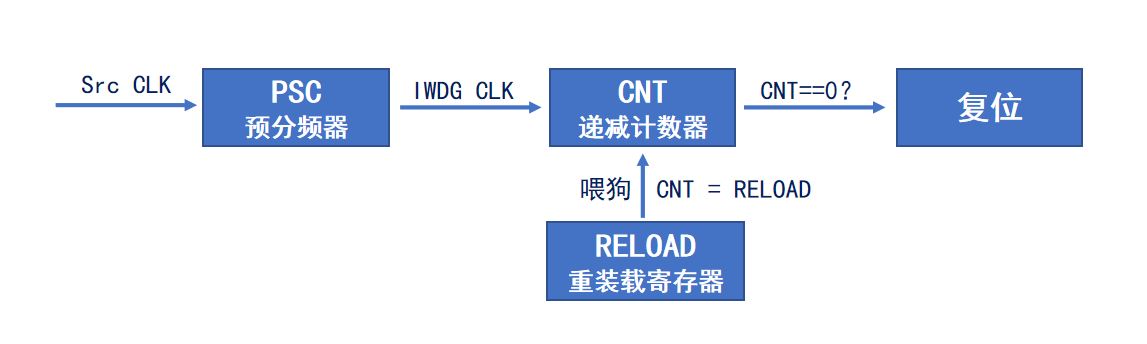 Src CLK
PSC
预分频器
IWDG CLK
CNT
递减计数器
CNT==0?
复位
喂狗
CNT = RELOAD
RELOAD
重装载寄存器